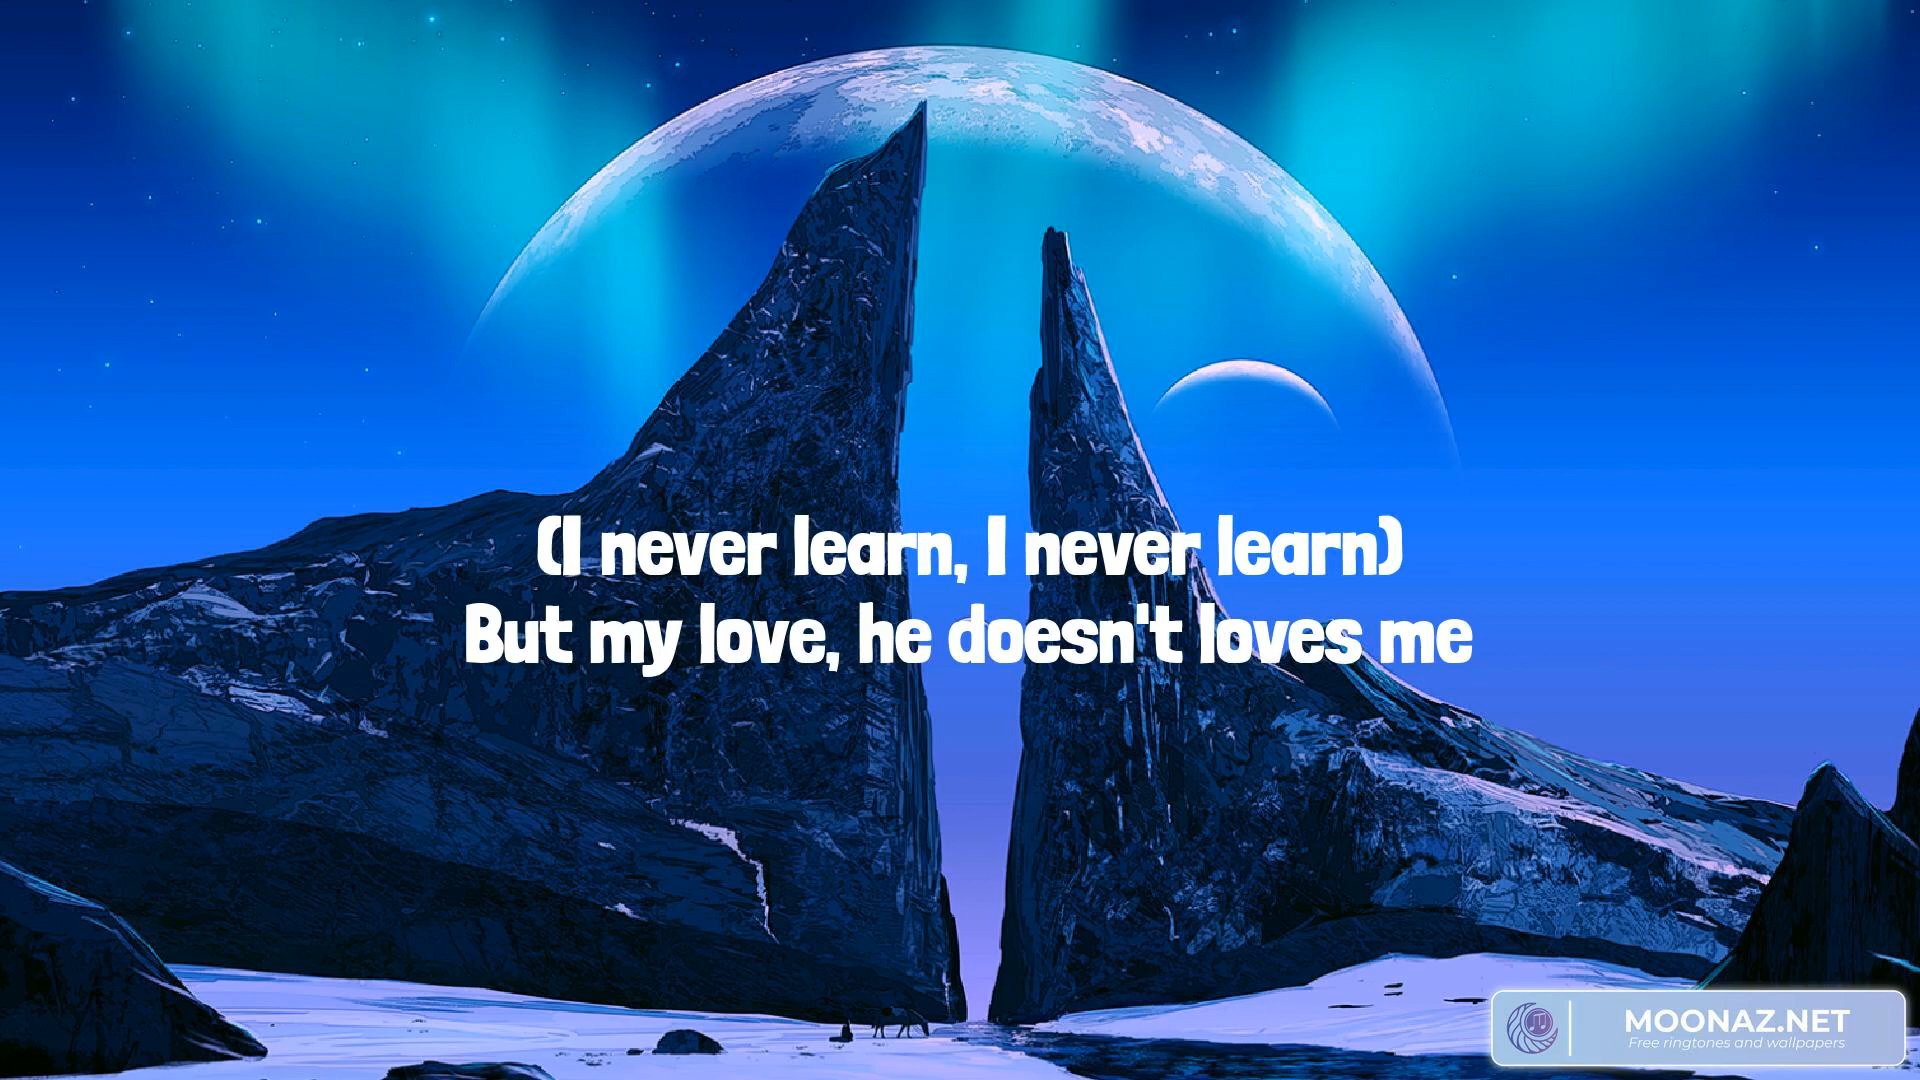 (I never learn, I never learn)
But my love, he doesn't loves me
MOONAZ.NET
Free ringtones and wallpapers